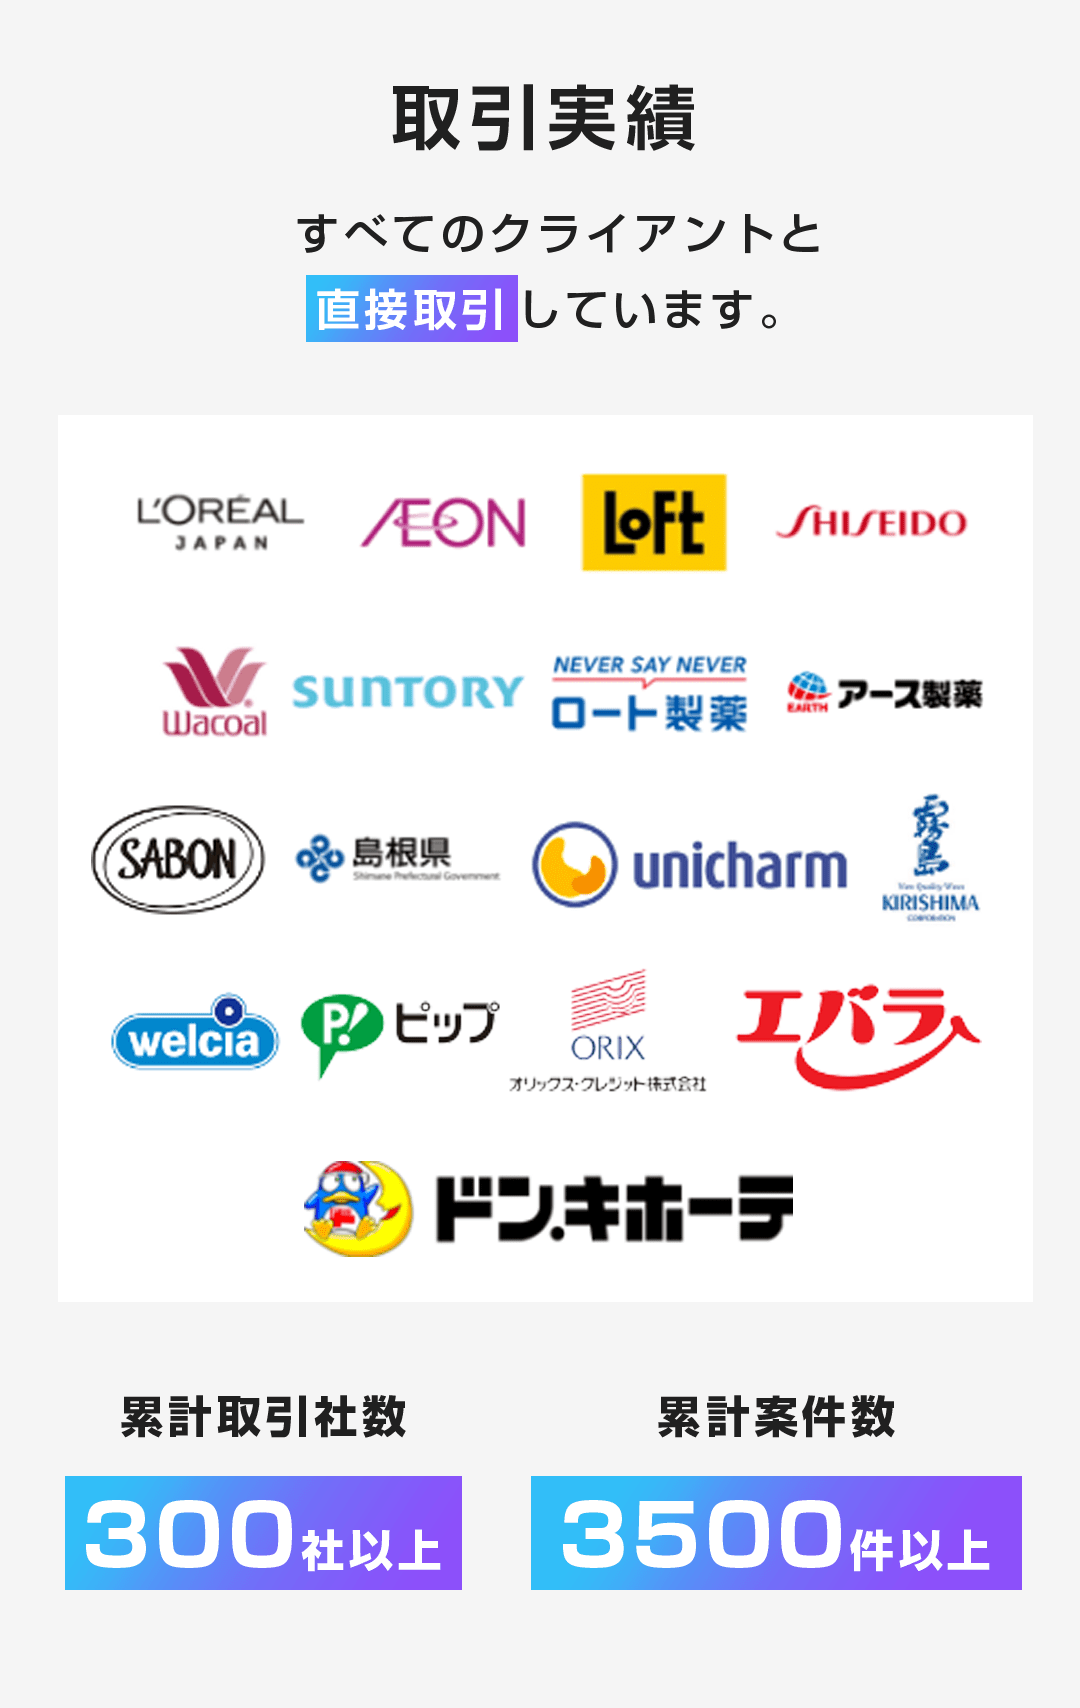 取引実績
すべてのクライアントと
直接取引しています。
L'ORÉAL
JAPAN
ÆON
LoFt
SHISEIDO
Wacoal
SUNTORY
NEVER SAY NEVER
ロート製薬
EARTH
アース製薬
SABON
島根県
Shimane Prefectural Government
unicharm
霧島
KIRISHIMA
CORPORATION
welcia
P!
ピップ
ORIX
オリックス・クレジット株式会社
エバラ
ドン.キホーテ
累計取引社数
累計案件数
300社以上
3500件以上